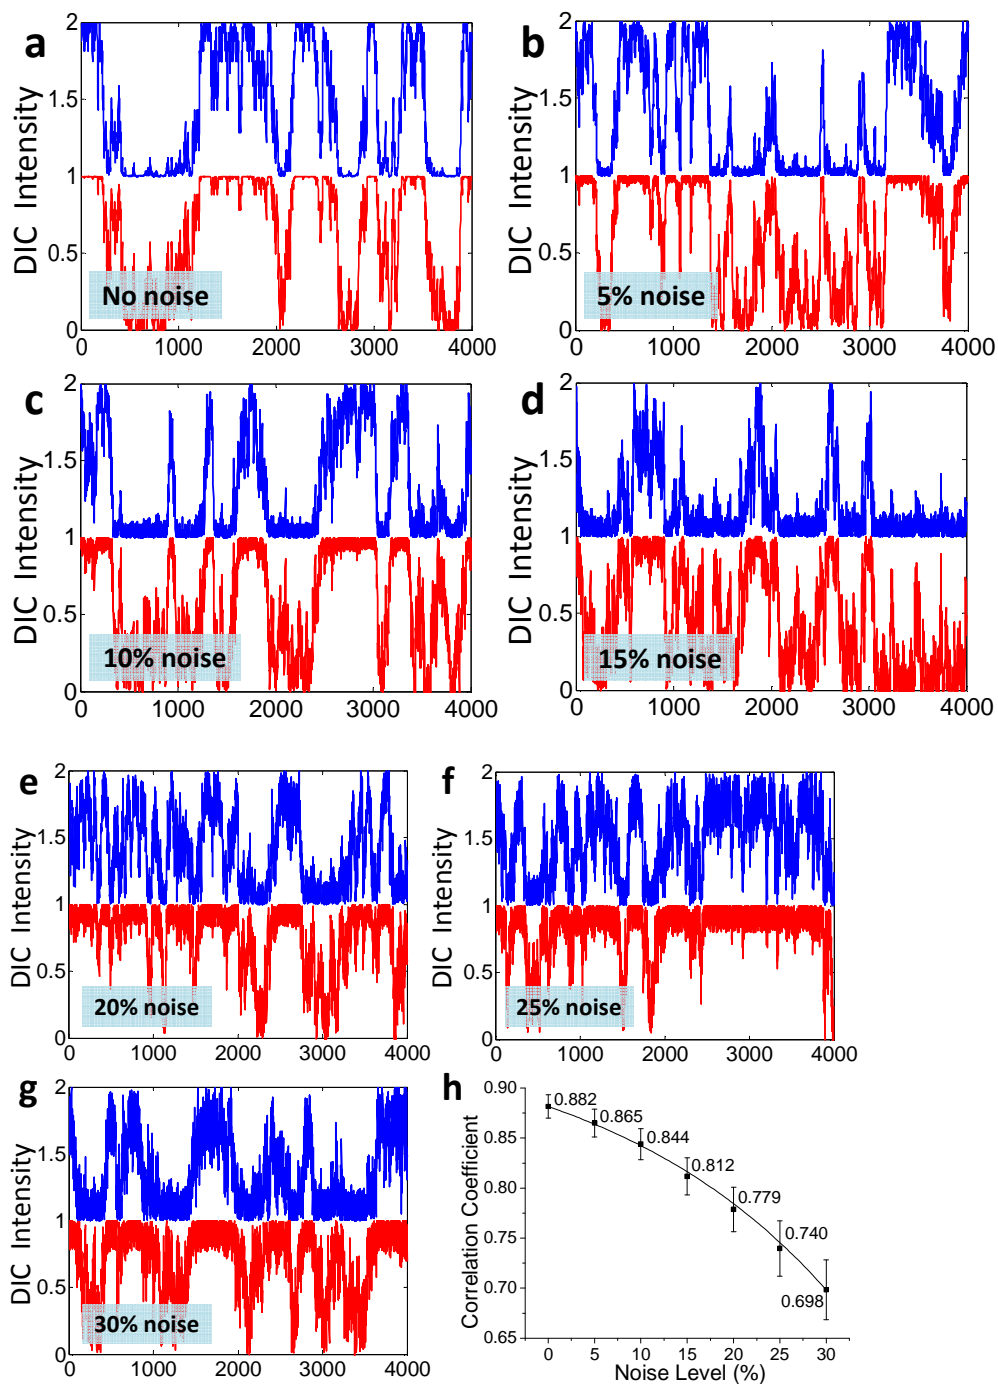 a
2
1.5
1
0.5
0
DIC Intensity
No noise
0 1000 2000 3000 4000
b
2
1.5
1
0.5
0
DIC Intensity
5% noise
0 1000 2000 3000 4000
c
2
1.5
1
0.5
0
DIC Intensity
10% noise
0 1000 2000 3000 4000
d
2
1.5
1
0.5
0
DIC Intensity
15% noise
0 1000 2000 3000 4000
e
2
1.5
1
0.5
0
DIC Intensity
20% noise
0 1000 2000 3000 4000
f
2
1.5
1
0.5
0
DIC Intensity
25% noise
0 1000 2000 3000 4000
g
2
1.5
1
0.5
0
DIC Intensity
30% noise
0 1000 2000 3000 4000
h
0.90
0.85
0.80
0.75
0.70
0.65
Correlation Coefficient
0.882
0.865
0.844
0.812
0.779
0.740
0.698
0 5 10 15 20 25 30
Noise Level (%)